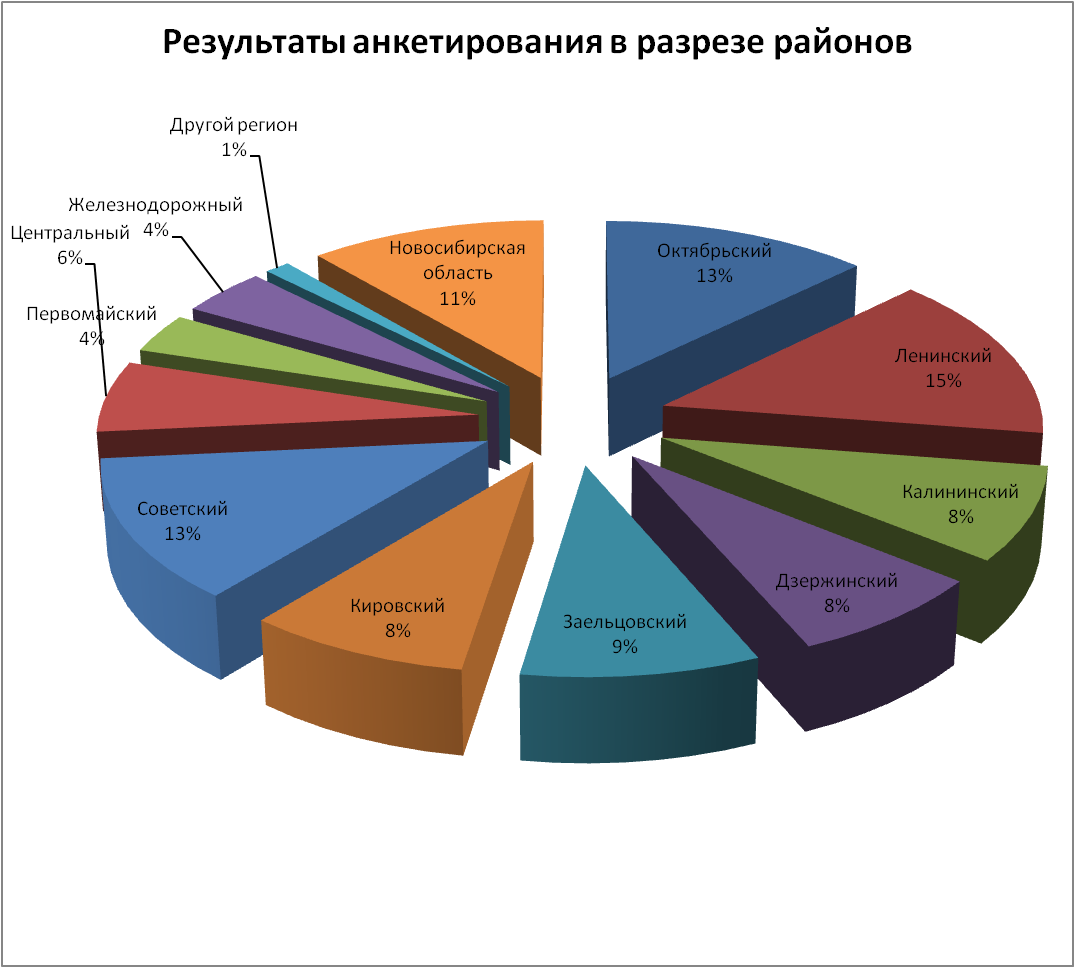 Результаты анкетирования в разрезе районов
Другой регион
1%
Железнодорожный
4%
Центральный
6%
Первомайский
4%
Новосибирская
область
11%
Октябрьский
13%
Ленинский
15%
Калининский
8%
Дзержинский
8%
Заельцовский
9%
Кировский
8%
Советский
13%